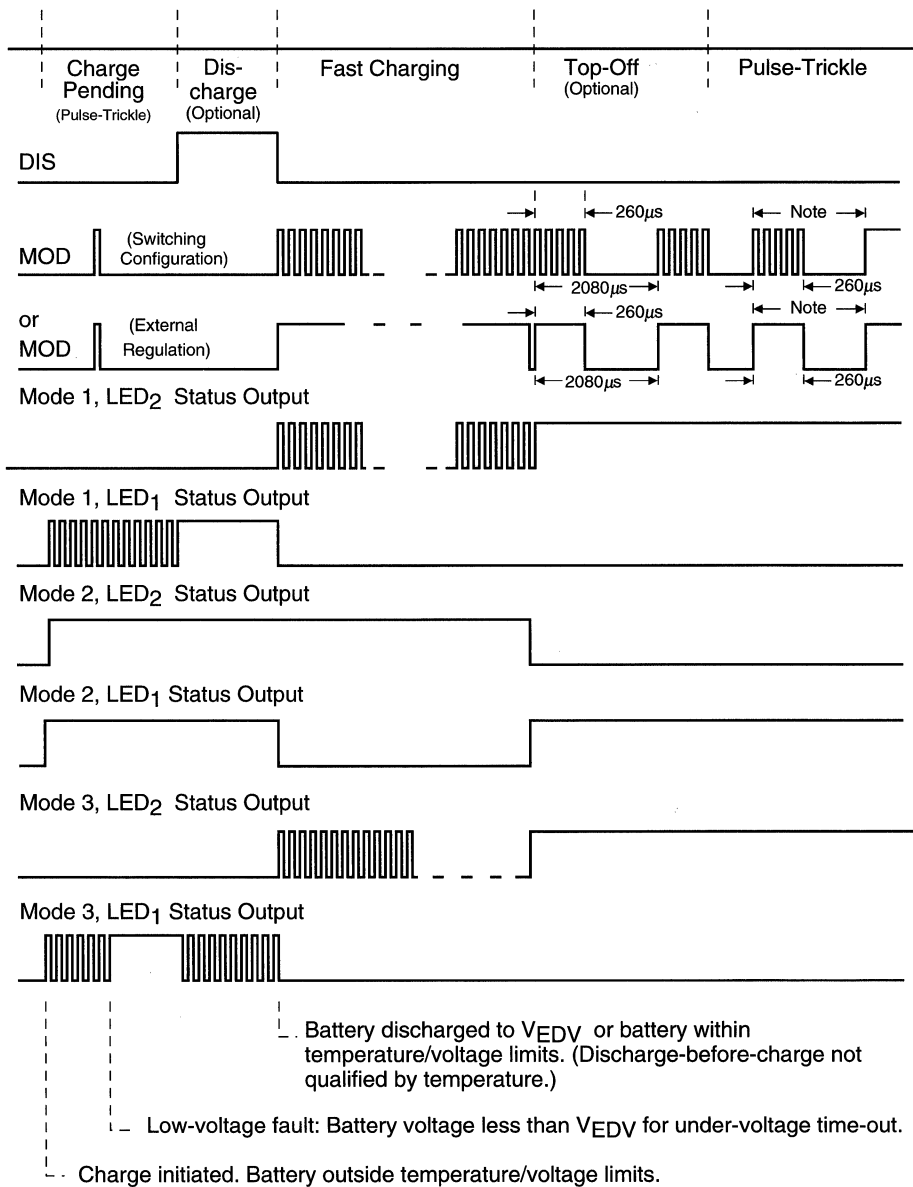 Charge Pending (Pulse-Trickle)
Dis-charge (Optional)
Fast Charging
Top-Off (Optional)
Pulse-Trickle
DIS
260µs
Note
MOD
(Switching Configuration)
2080µs
260µs
or MOD
(External Regulation)
260µs
Note
2080µs
260µs
Mode 1, LED2 Status Output
Mode 1, LED1 Status Output
Mode 2, LED2 Status Output
Mode 2, LED1 Status Output
Mode 3, LED2 Status Output
Mode 3, LED1 Status Output
Battery discharged to VEDV or battery within
temperature/voltage limits. (Discharge-before-charge not
qualified by temperature.)
Low-voltage fault: Battery voltage less than VEDV for under-voltage time-out.
Charge initiated. Battery outside temperature/voltage limits.